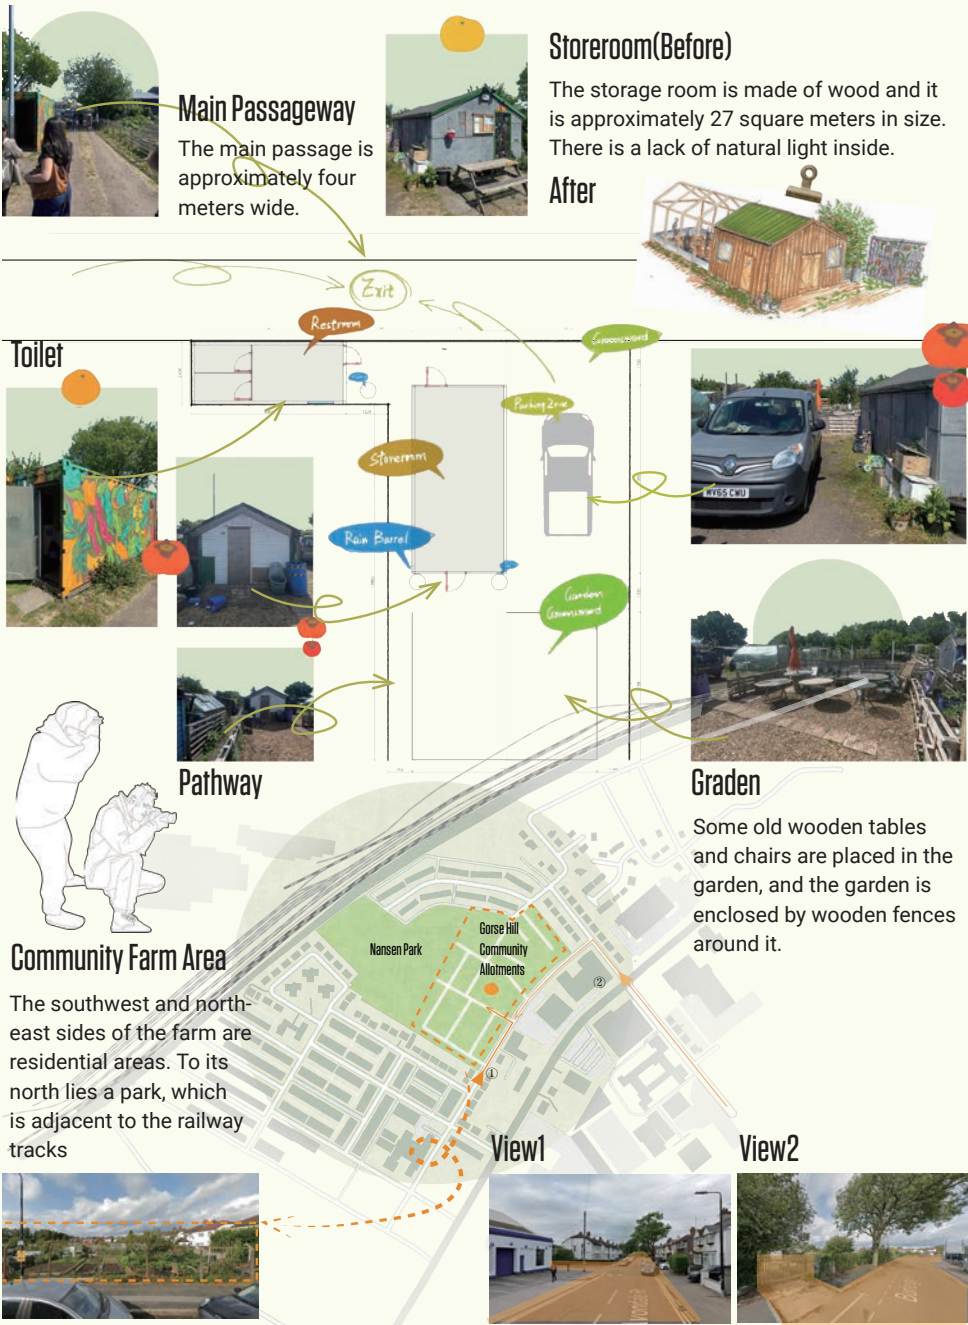 Storeroom(Before)
The storage room is made of wood and it
is approximately 27 square meters in size.
There is a lack of natural light inside.
After
Main Passageway
The main passage is
approximately four
meters wide.
Exit
Restroom
Toilet
Parking
Storeroom
MV65 CWU
Rain Barrel
Garden
Greensward
Pathway
Graden
Some old wooden tables
and chairs are placed in the
garden, and the garden is
enclosed by wooden fences
around it.
Nansen Park
Gorse Hill
Community
Allotments
Community Farm Area
The southwest and north-
east sides of the farm are
residential areas. To its
north lies a park, which
is adjacent to the railway
tracks
②
①
View1
View2